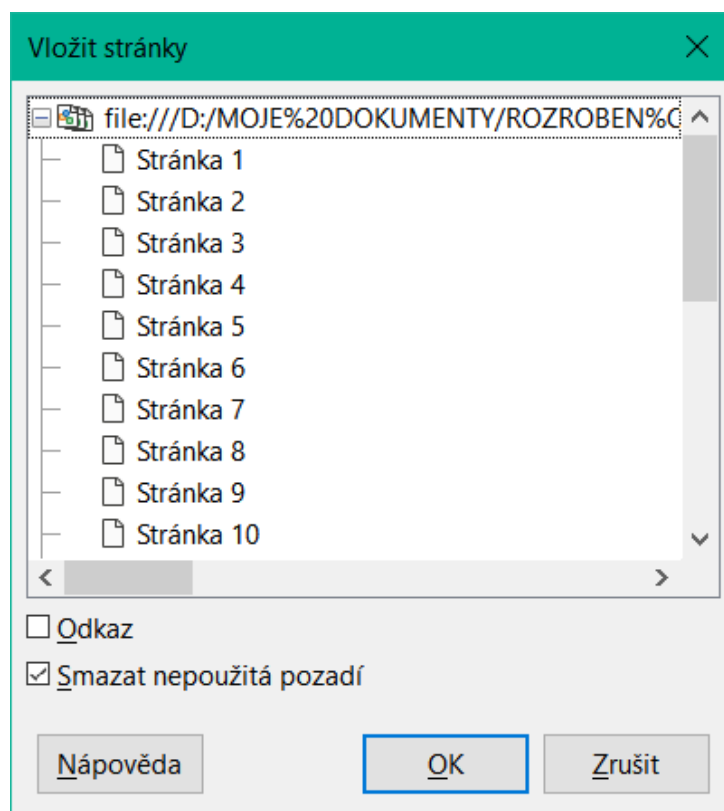 Vložit stránky
file:///D:/MOJE%20DOKUMENTY/ROZROBEN%C
Stránka 1
Stránka 2
Stránka 3
Stránka 4
Stránka 5
Stránka 6
Stránka 7
Stránka 8
Stránka 9
Stránka 10
Odkaz
Smazat nepoužitá pozadí
Nápověda OK Zrušit